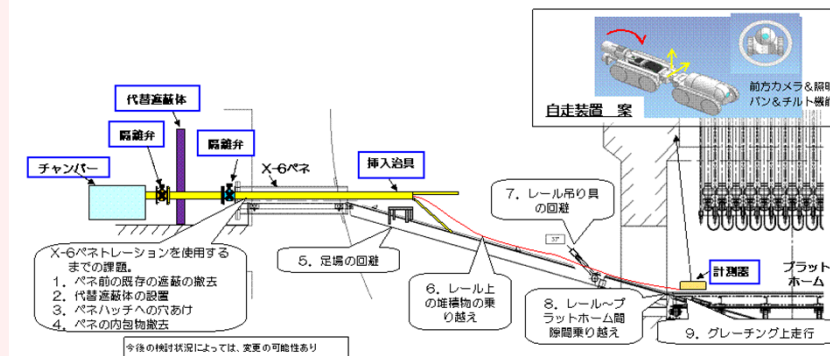 前方カメラ&照明
パン&チルト機能
自走装置 案
代替遮蔽体
隔離弁
隔離弁
チャンバー
X-6ペネ
挿入治具
7. レール吊り具
の回避
X-6ペネトレーションを使用する
までの課題。
1. ペネ前の既存の遮蔽の撤去
2. 代替遮蔽体の設置
3. ペネハッチへの穴あけ
4. ペネの内包物撤去
5. 足場の回避
6. レール上
の堆積物の乗
り越え
計測器
プラット
ホーム
8. レール~プ
ラットホーム間
隙間乗り越え
9. グレーチング上走行
今後の検討状況によっては、変更の可能性あり